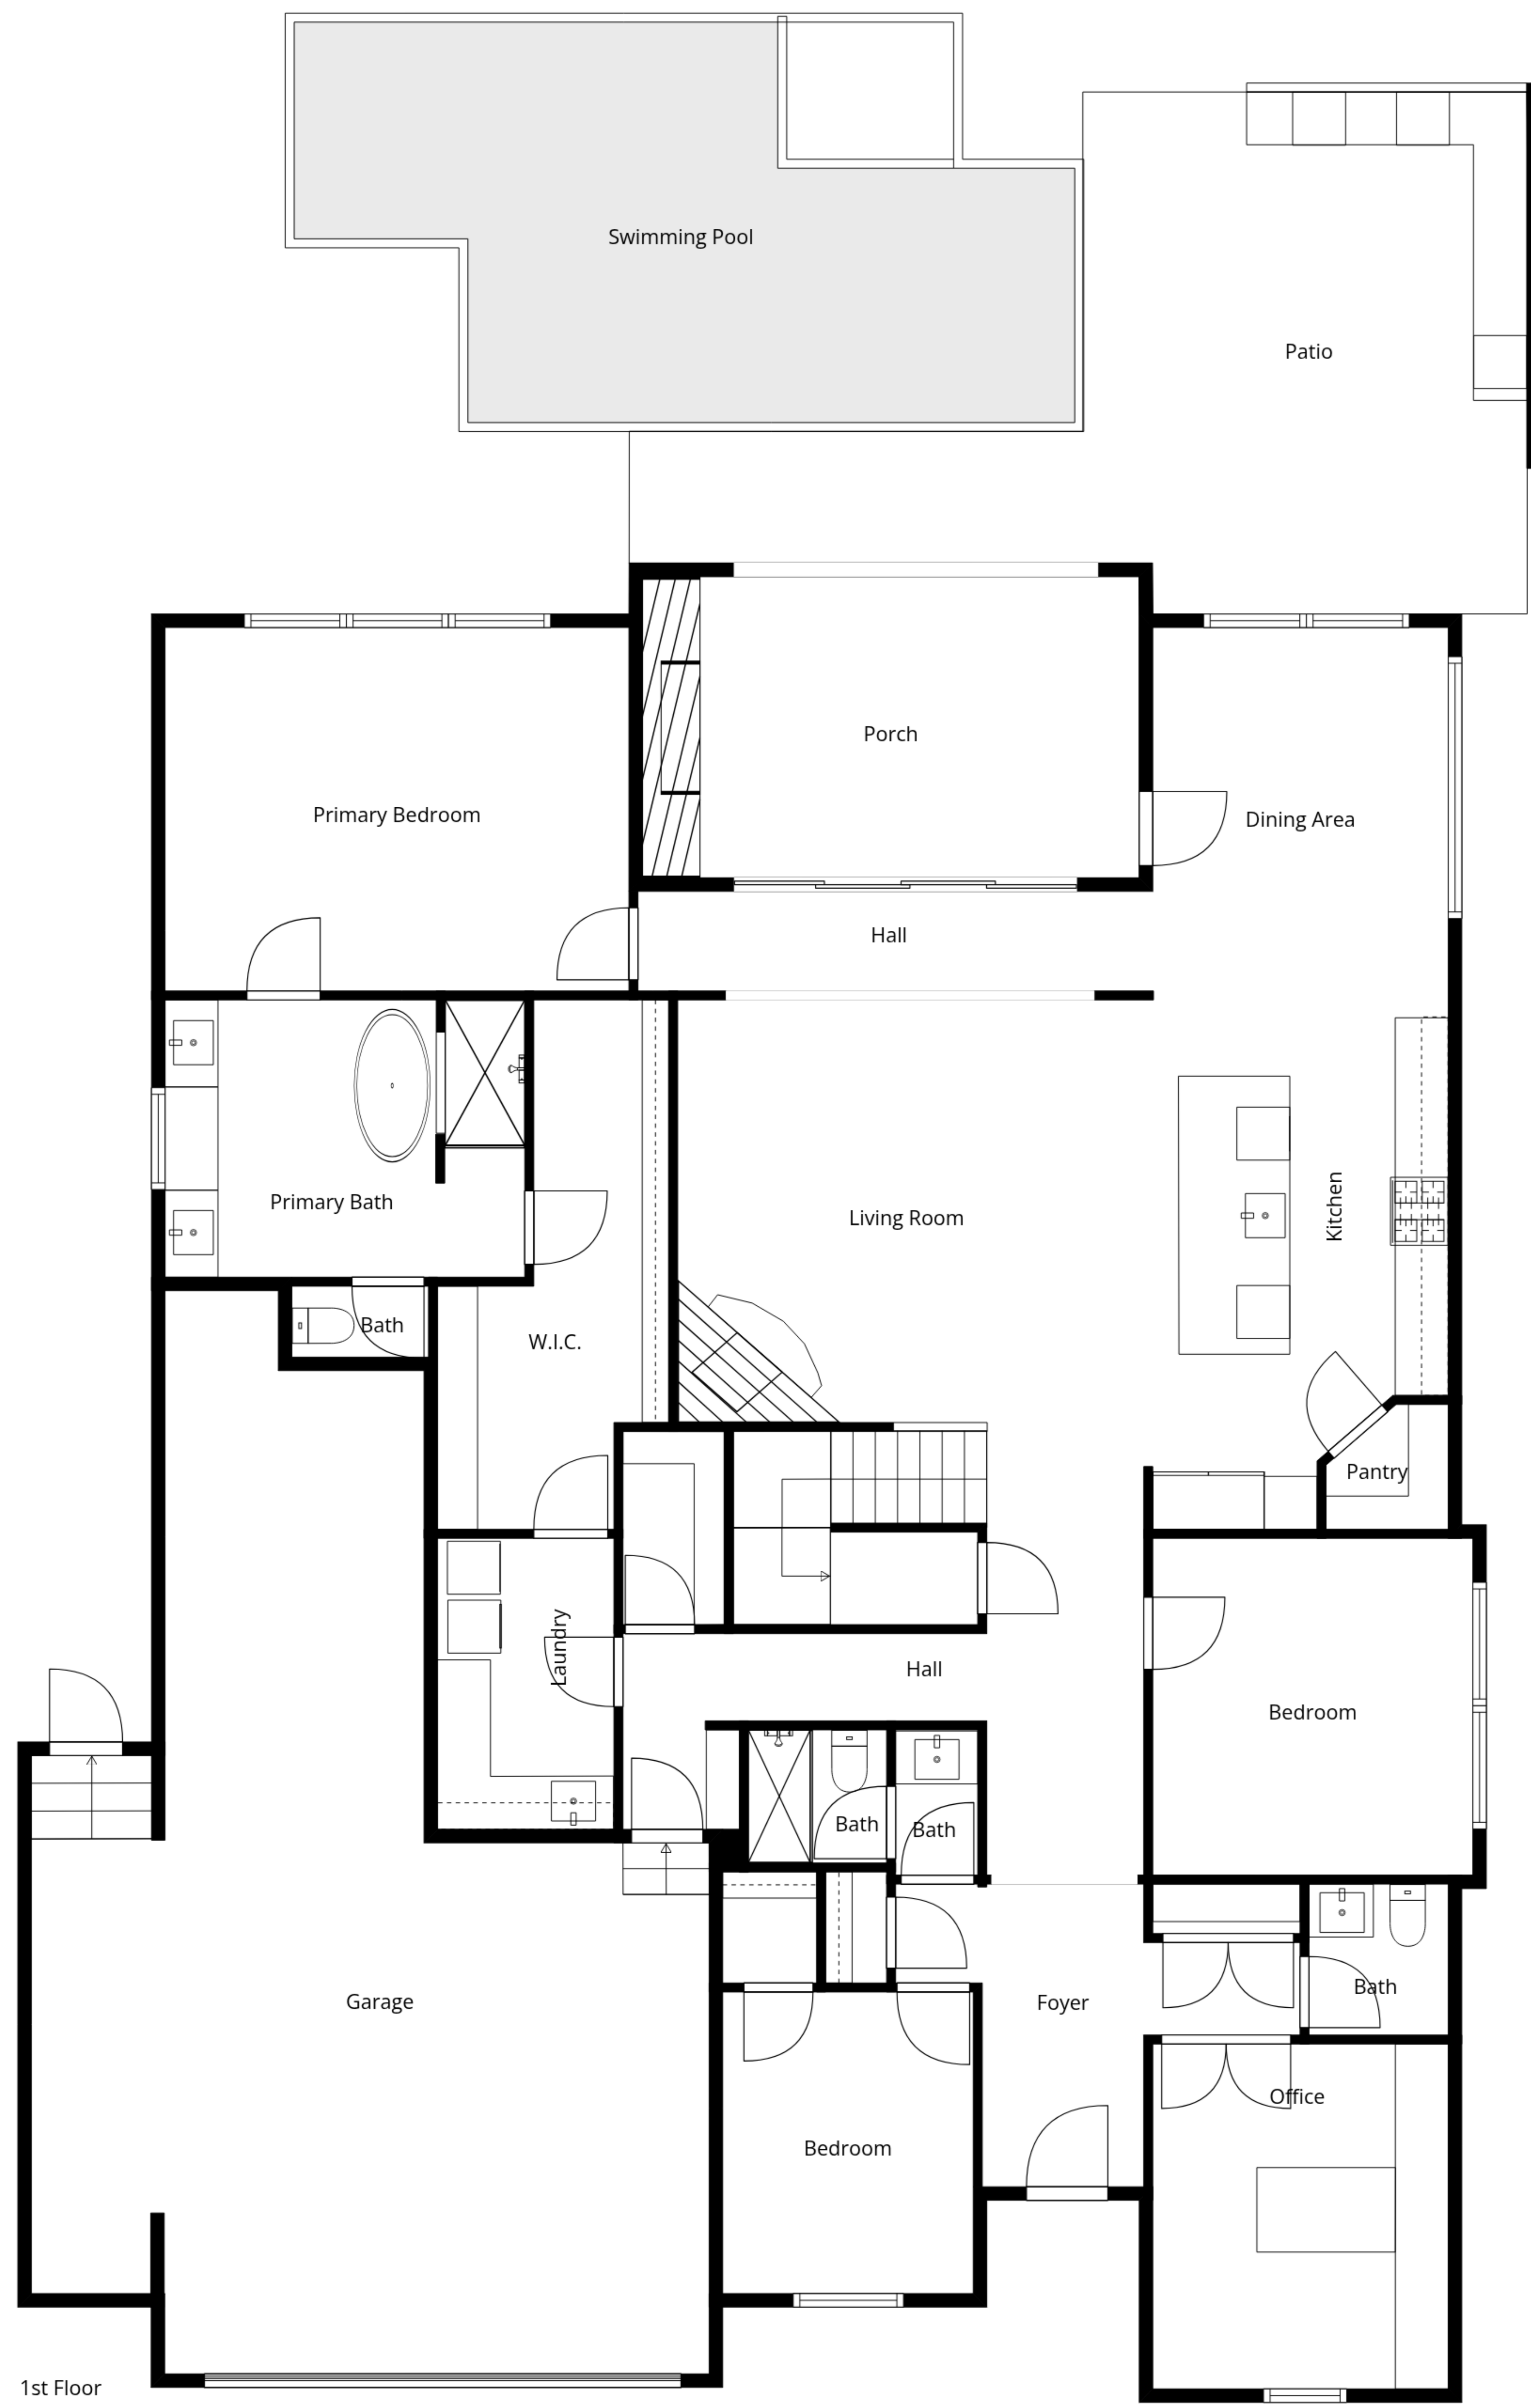 Swimming Pool
Patio
Porch
Primary Bedroom
Dining Area
Hall
Primary Bath
Living Room
Kitchen
Bath
W.I.C.
Pantry
Laundry
Hall
Bedroom
Bath
Bath
Bath
Garage
Foyer
Office
Bedroom
1st Floor